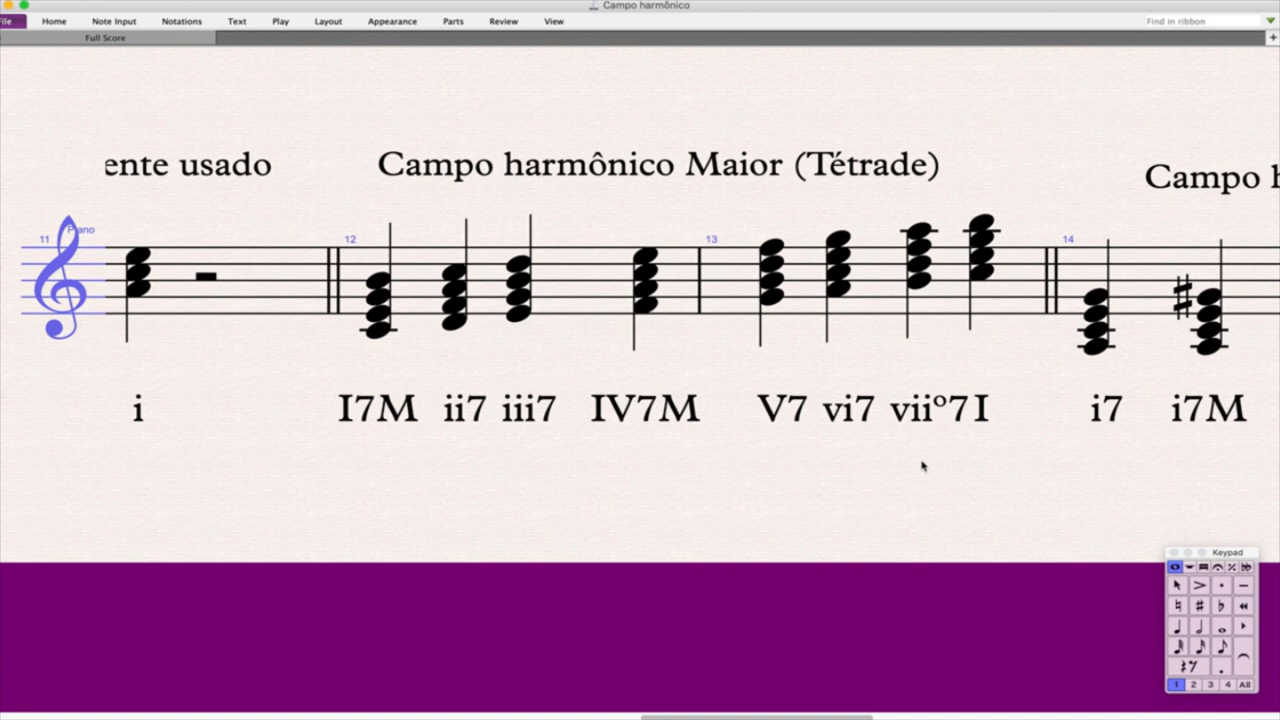 Campo harmônico
File Home Note Input Notations Text Play Layout Appearance Parts Review View Find in ribbon
Full Score +
ente usado Campo harmônico Maior (Tétrade) Campo h
Piano
11 12 13 14
i I7M ii7 iii7 IV7M V7 vi7 viiº7 I i7 i7M
Keypad
1 2 3 4 All